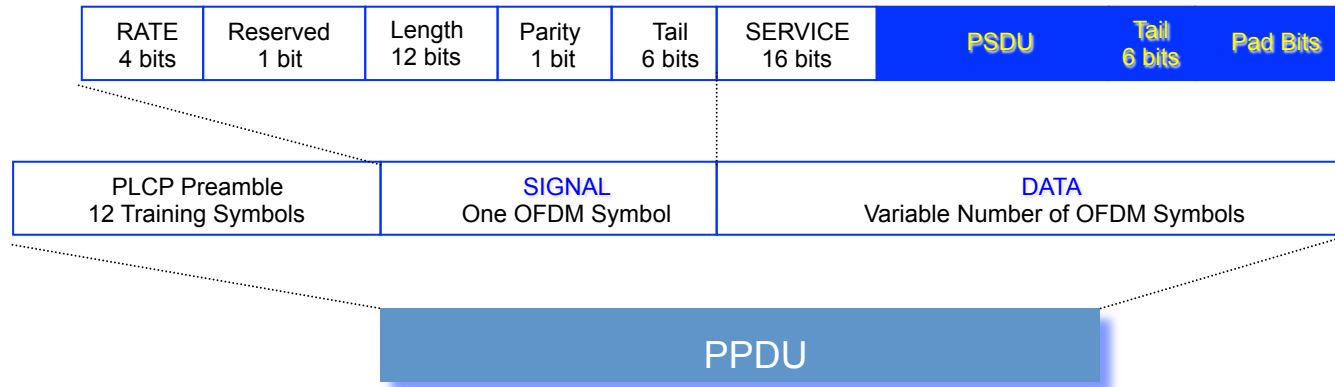 RATE
4 bits
Reserved
1 bit
Length
12 bits
Parity
1 bit
Tail
6 bits
SERVICE
16 bits
PSDU
Tail
6 bits
Pad Bits
PLCP Preamble
12 Training Symbols
SIGNAL
One OFDM Symbol
DATA
Variable Number of OFDM Symbols
PPDU